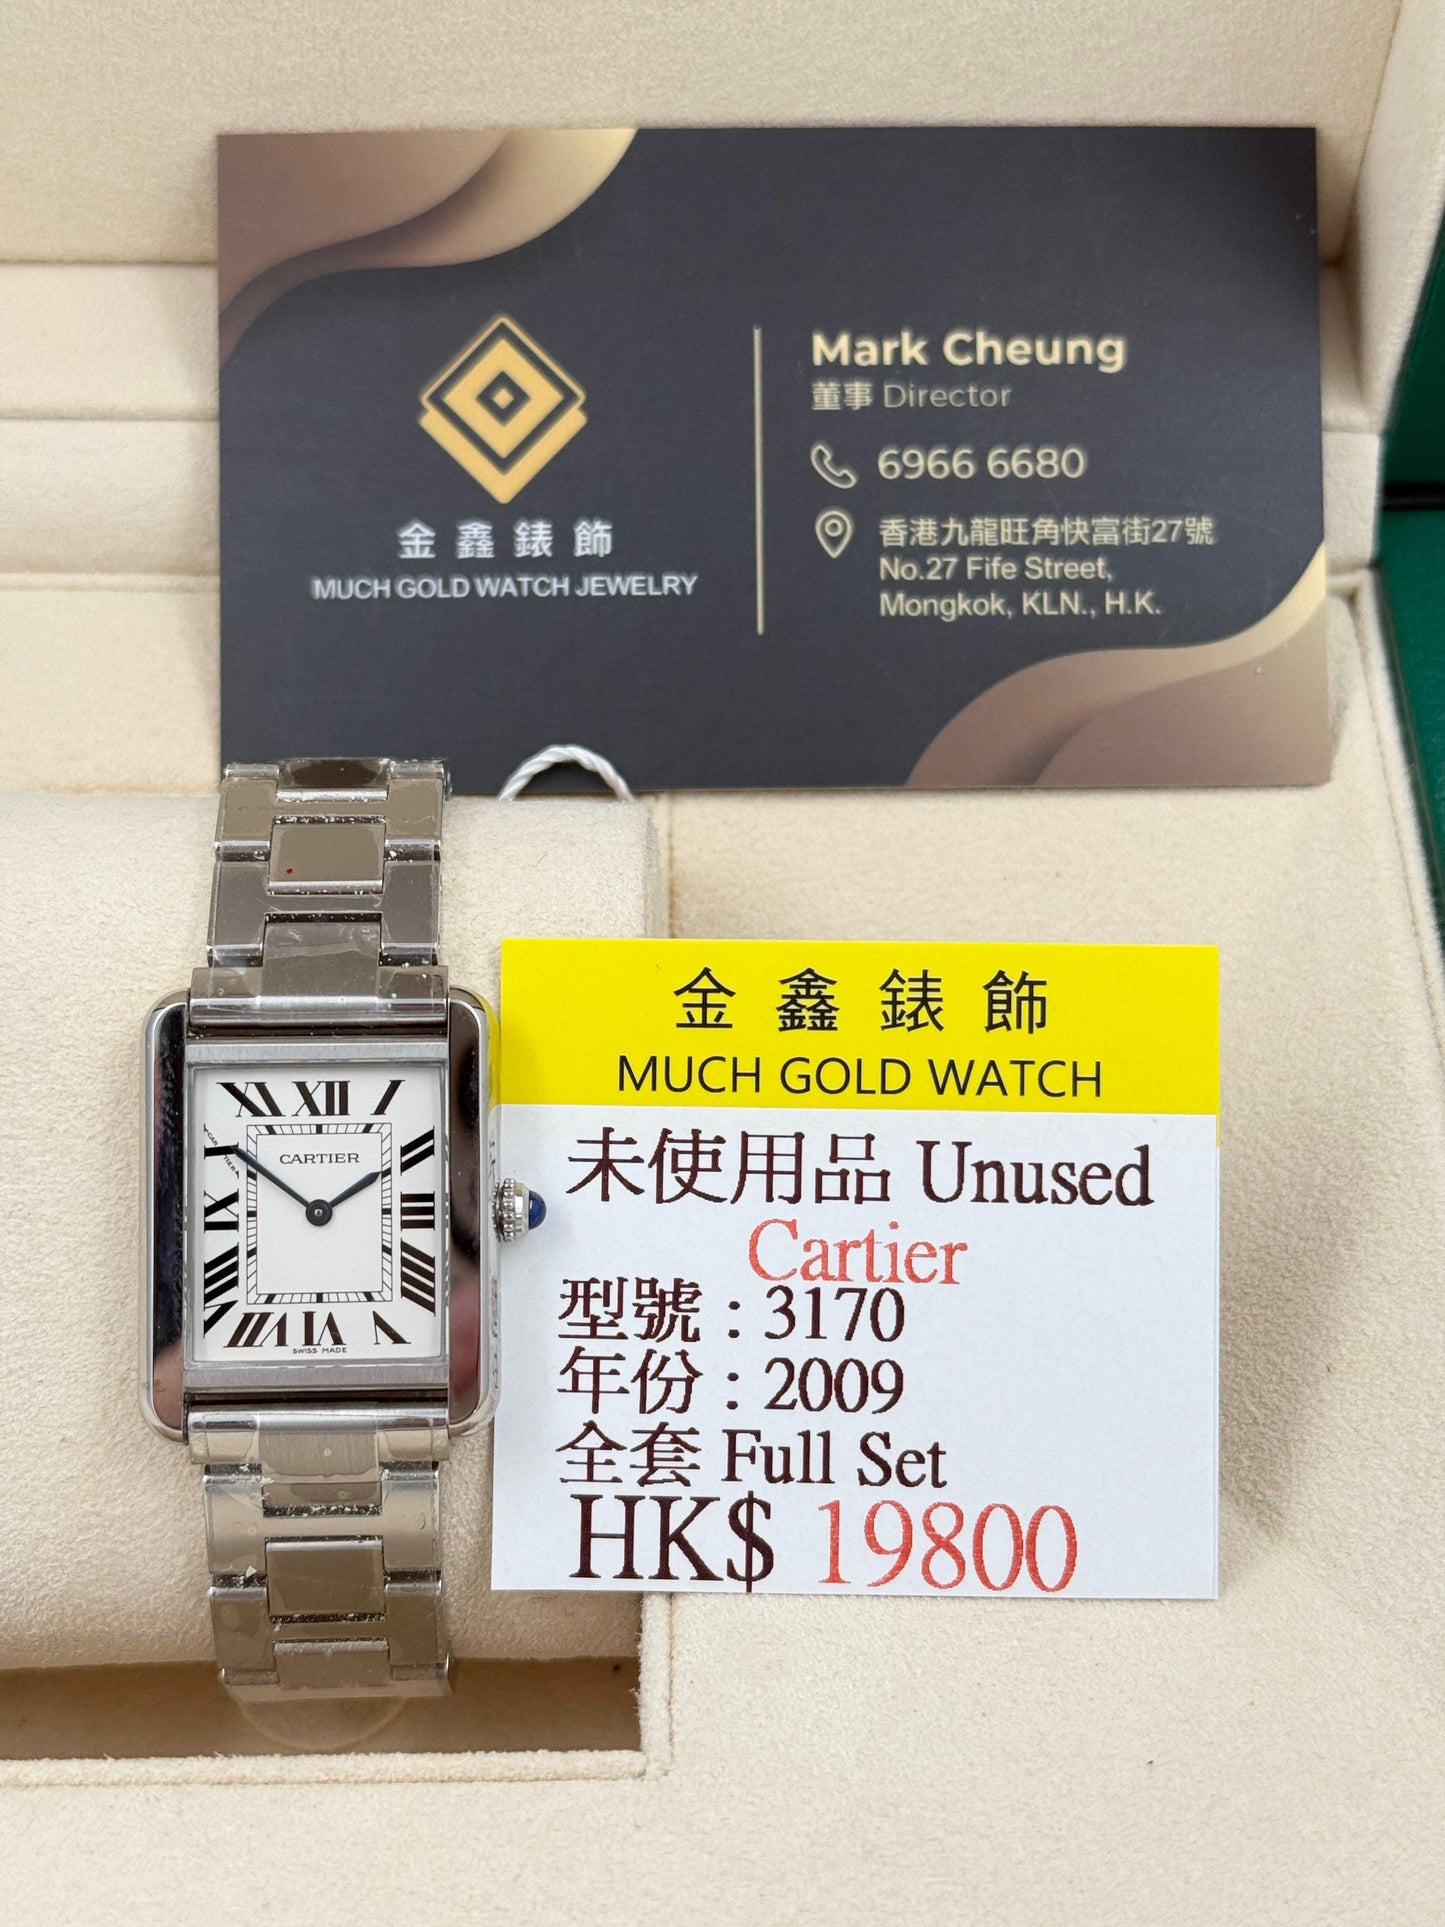 Mark Cheung
董事 Director
6966 6680
香港九龍旺角快富街27號
No.27 Fife Street,
Mongkok, KLN., H.K.
金鑫錶飾
MUCH GOLD WATCH JEWELRY
金鑫錶飾
MUCH GOLD WATCH
未使用品 Unused
Cartier
型號 : 3170
年份 : 2009
全套 Full Set
HK$ 19800
XI XII I
CARTIER
SWISS MADE